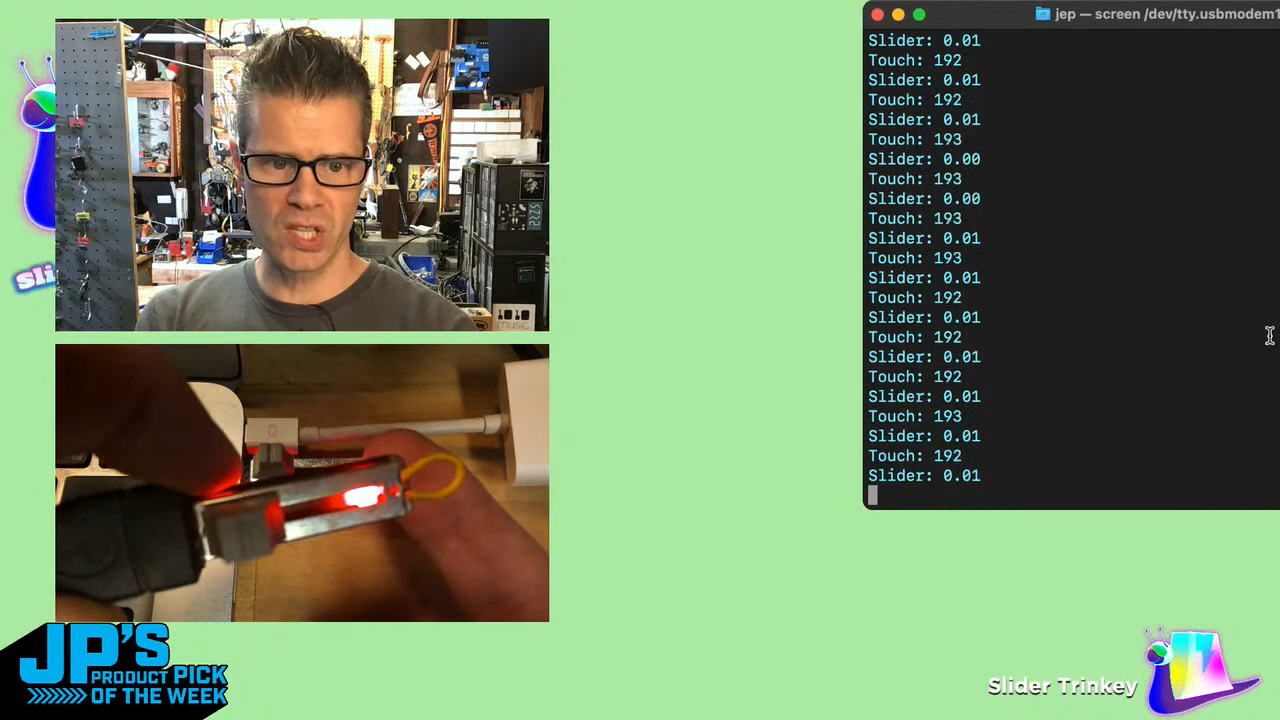 jep — screen /dev/tty.usbmodem1
Slider: 0.01
Touch: 192
Slider: 0.01
Touch: 192
Slider: 0.01
Touch: 193
Slider: 0.00
Touch: 193
Slider: 0.00
Touch: 193
Slider: 0.01
Touch: 193
Slider: 0.01
Touch: 192
Slider: 0.01
Touch: 192
Slider: 0.01
Touch: 192
Slider: 0.01
Touch: 193
Slider: 0.01
Touch: 192
Slider: 0.01
Sli
MUSIC
JP'S
PRODUCT PICK
OF THE WEEK
Slider Trinkey